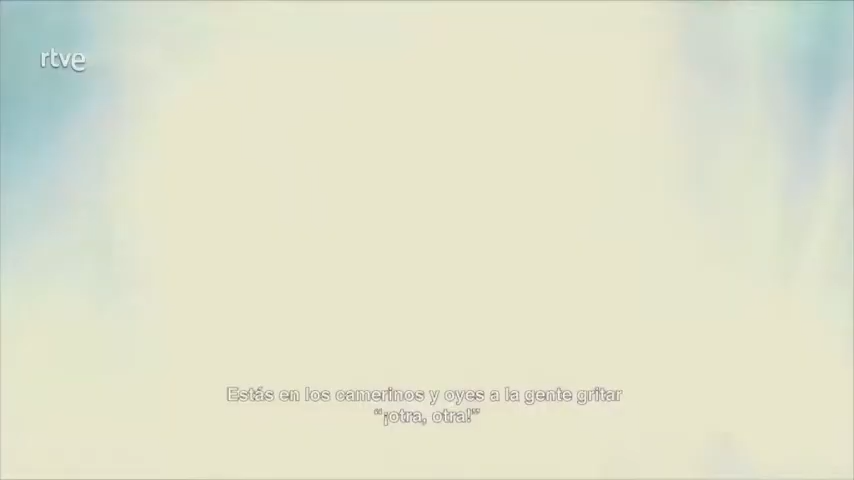 rtve
Estás en los camerinos y oyes a la gente gritar
“¡otra, otra!”